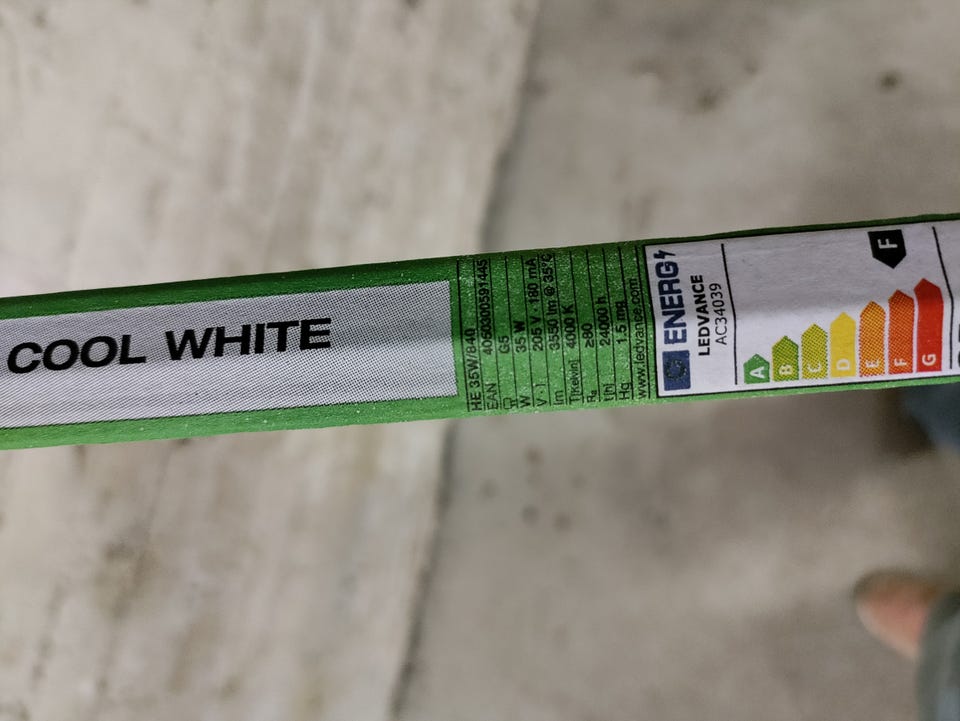 COOL WHITE
HE 35W/840
EAN 4050300591445
G5
W 35 W
V - I 205 V - 180 mA
lm 3550 lm @ 35°C
T[kelvin] 4000 K
Ra ≥80
t [h] 24000 h
Hg 1.5 mg
www.ledvance.com
ENERG
LEDVANCE
AC34039
A
B
C
D
E
F
G
F